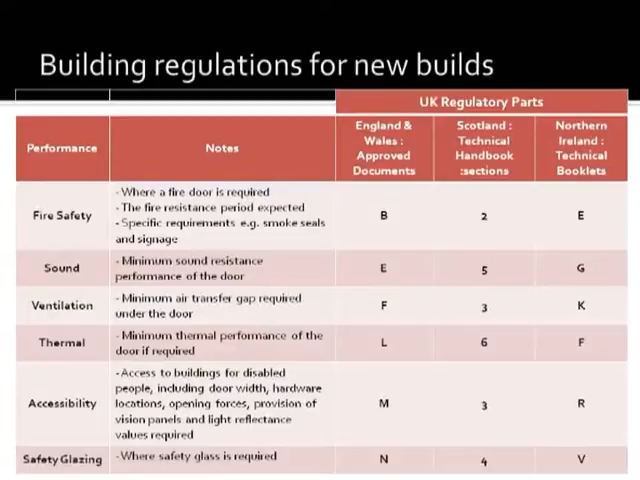 Building regulations for new builds
UK Regulatory Parts
Performance
Notes
England &
Wales :
Approved
Documents
Scotland :
Technical
Handbook
:sections
Northern
Ireland :
Technical
Booklets
Fire Safety
- Where a fire door is required
- The fire resistance period expected
- Specific requirements e.g. smoke seals
and signage
B
2
E
Sound
- Minimum sound resistance
performance of the door
E
5
G
Ventilation
- Minimum air transfer gap required
under the door
F
3
K
Thermal
- Minimum thermal performance of the
door if required
L
6
F
Accessibility
-Access to buildings for disabled
people, including door width, hardware
locations, opening forces, provision of
vision panels and light reflectance
values required
M
3
R
Safety Glazing
- Where safety glass is required
N
4
V